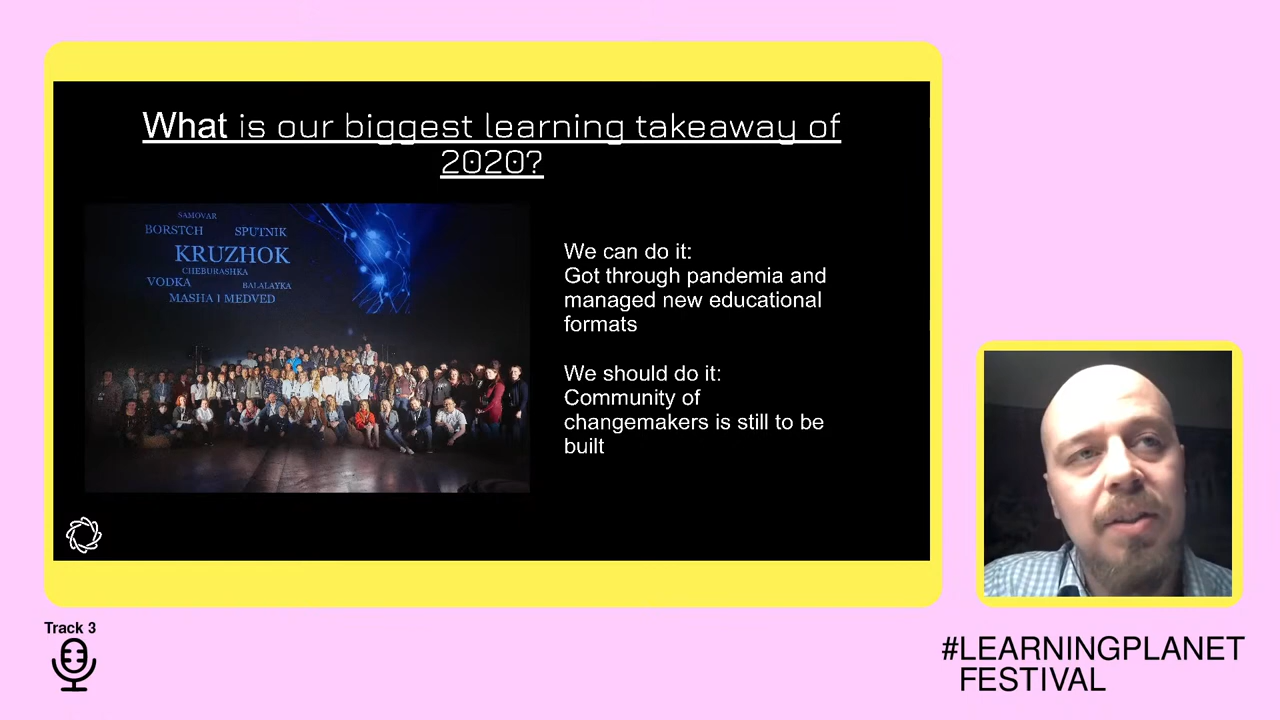 What is our biggest learning takeaway of
2020?
SAMOVAR
BORSTCH SPUTNIK
KRUZHOK
CHEBURASHKA
VODKA BALALAYKA
MASHA I MEDVED
We can do it:
Got through pandemia and
managed new educational
formats
We should do it:
Community of
changemakers is still to be
built
Track 3
#LEARNINGPLANET
FESTIVAL